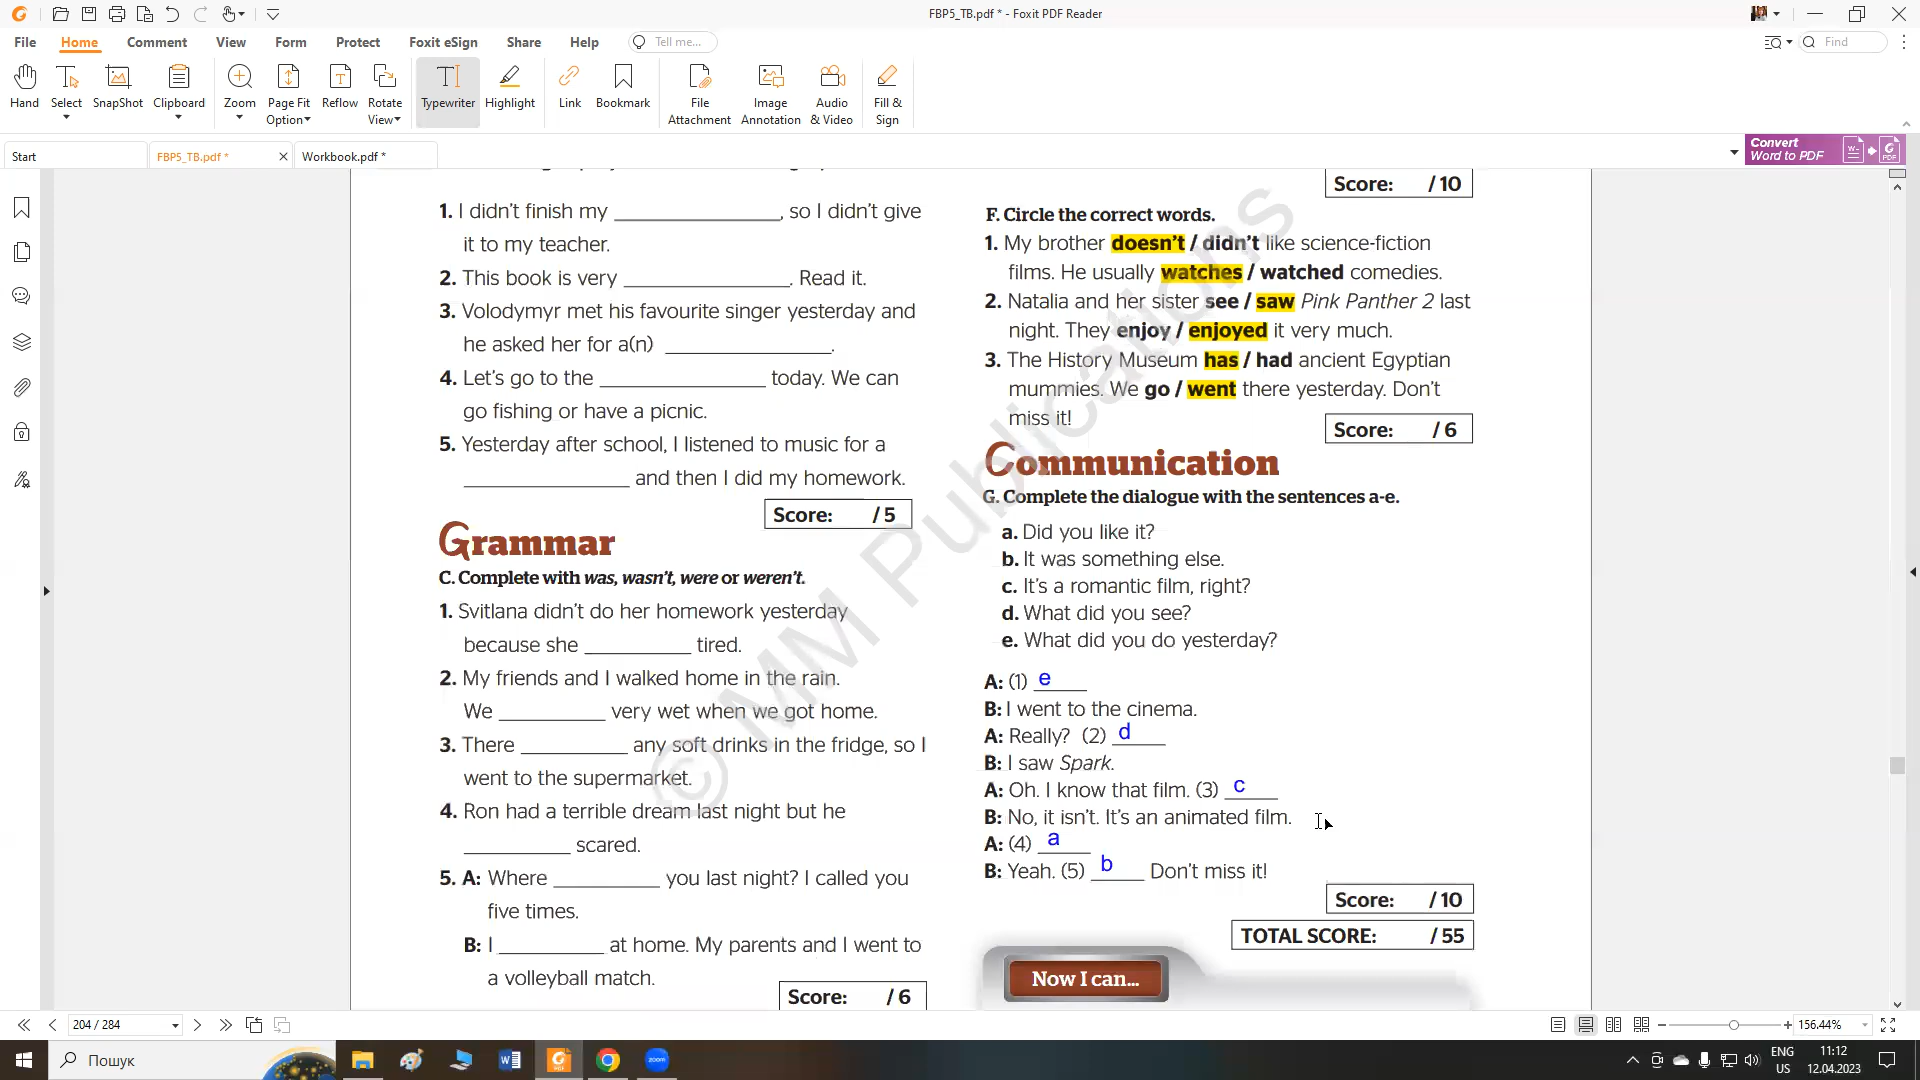 FBP5_TB.pdf * - Foxit PDF Reader
File Home Comment View Form Protect Foxit eSign Share Help Tell me... Find
Hand Select SnapShot Clipboard Zoom Page Fit Option Reflow Rotate View Typewriter Highlight Link Bookmark File Attachment Image Annotation Audio & Video Fill & Sign
Start FBP5_TB.pdf * Workbook.pdf * Convert Word to PDF
1. I didn't finish my _______________, so I didn't give
it to my teacher.
2. This book is very _______________. Read it.
3. Volodymyr met his favourite singer yesterday and
he asked her for a(n) _______________.
4. Let's go to the _______________ today. We can
go fishing or have a picnic.
5. Yesterday after school, I listened to music for a
_______________ and then I did my homework.
Score: /5
Grammar
C. Complete with was, wasn't, were or weren't.
1. Svitlana didn't do her homework yesterday
because she __________ tired.
2. My friends and I walked home in the rain.
We __________ very wet when we got home.
3. There __________ any soft drinks in the fridge, so I
went to the supermarket.
4. Ron had a terrible dream last night but he
__________ scared.
5. A: Where __________ you last night? I called you
five times.
B: I __________ at home. My parents and I went to
a volleyball match.
Score: /6
Score: /10
F. Circle the correct words.
1. My brother doesn't / didn't like science-fiction
films. He usually watches / watched comedies.
2. Natalia and her sister see / saw Pink Panther 2 last
night. They enjoy / enjoyed it very much.
3. The History Museum has / had ancient Egyptian
mummies. We go / went there yesterday. Don't
miss it!
Score: /6
Communication
G. Complete the dialogue with the sentences a-e.
a. Did you like it?
b. It was something else.
c. It's a romantic film, right?
d. What did you see?
e. What did you do yesterday?
A: (1) e
B: I went to the cinema.
A: Really? (2) d
B: I saw Spark.
A: Oh. I know that film. (3) c
B: No, it isn't. It's an animated film.
A: (4) a
B: Yeah. (5) b Don't miss it!
Score: /10
TOTAL SCORE: /55
Now I can...
© MM Publications
204 / 284 156.44%
Пошук ENG US 11:12 12.04.2023